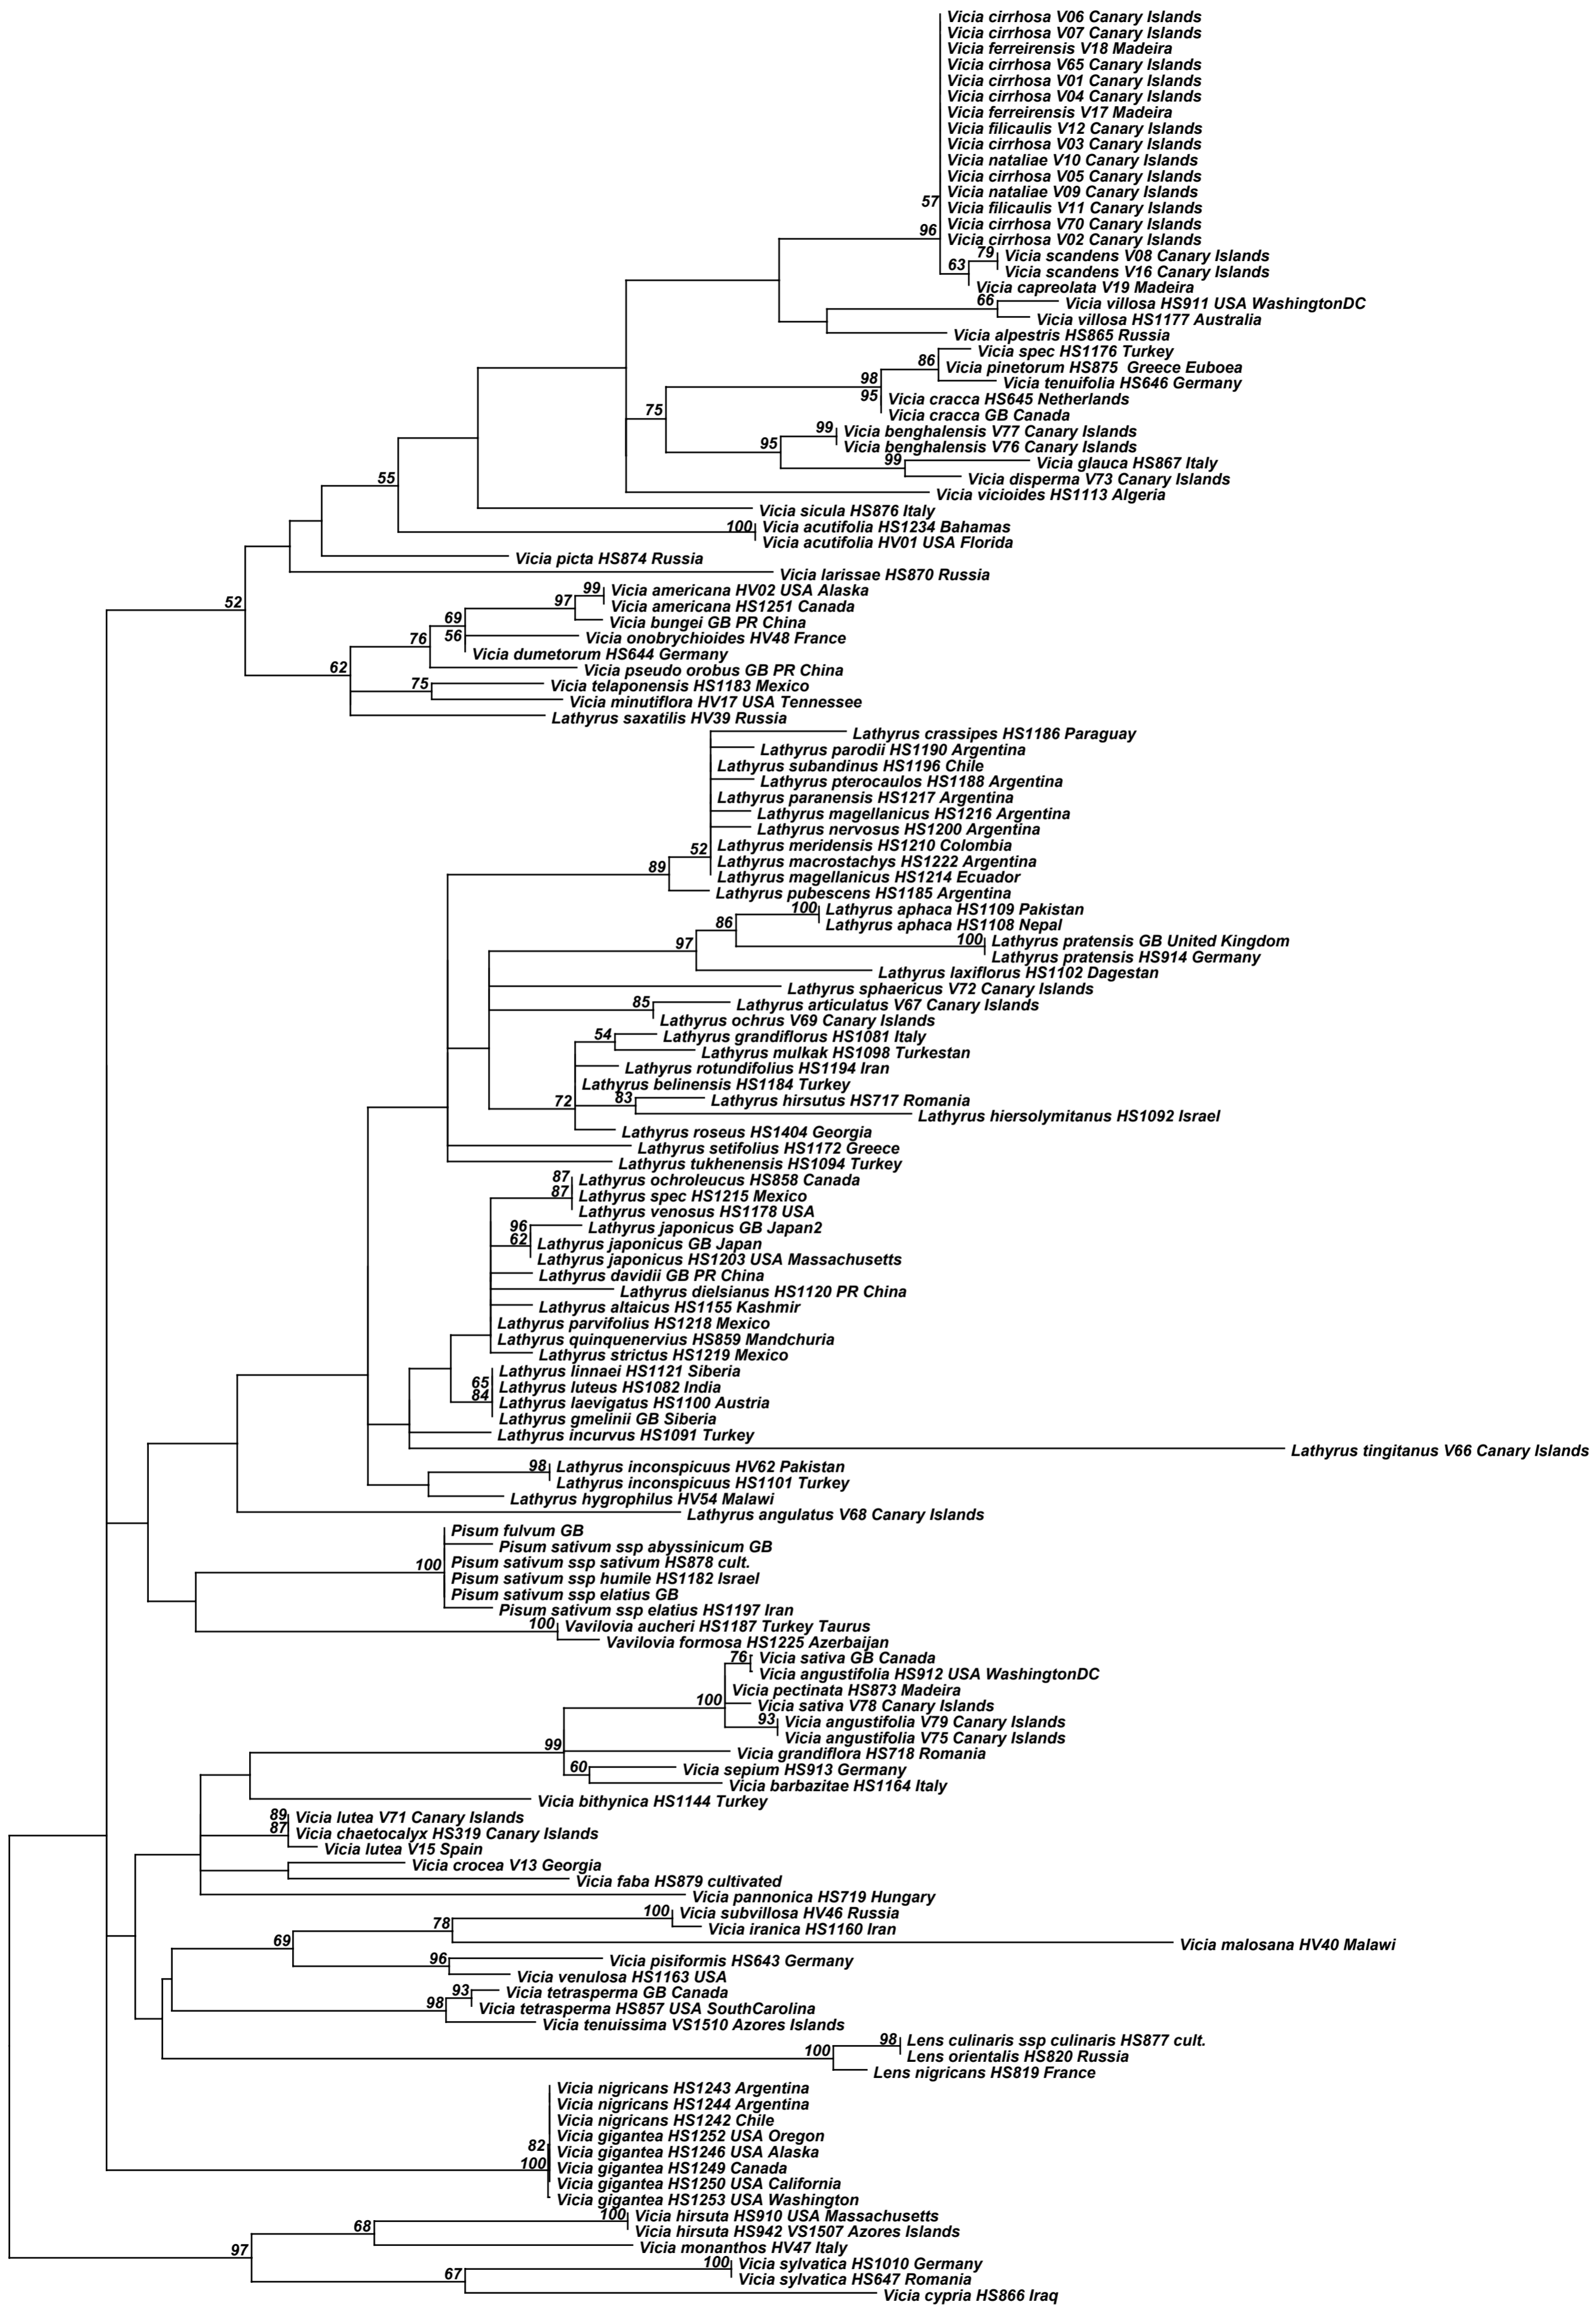 Vicia cirrhosa V06 Canary Islands
Vicia cirrhosa V07 Canary Islands
Vicia ferreirensis V18 Madeira
Vicia cirrhosa V65 Canary Islands
Vicia cirrhosa V01 Canary Islands
Vicia cirrhosa V04 Canary Islands
Vicia ferreirensis V17 Madeira
Vicia filicaulis V12 Canary Islands
Vicia cirrhosa V03 Canary Islands
Vicia nataliae V10 Canary Islands
Vicia cirrhosa V05 Canary Islands
Vicia nataliae V09 Canary Islands
57
Vicia filicaulis V11 Canary Islands
Vicia cirrhosa V70 Canary Islands
96
Vicia cirrhosa V02 Canary Islands
79
Vicia scandens V08 Canary Islands
63
Vicia scandens V16 Canary Islands
Vicia capreolata V19 Madeira
66
Vicia villosa HS911 USA WashingtonDC
Vicia villosa HS1177 Australia
Vicia alpestris HS865 Russia
Vicia spec HS1176 Turkey
86
Vicia pinetorum HS875 Greece Euboea
98
Vicia tenuifolia HS646 Germany
95
Vicia cracca HS645 Netherlands
75
Vicia cracca GB Canada
99
Vicia benghalensis V77 Canary Islands
95
Vicia benghalensis V76 Canary Islands
99
Vicia glauca HS867 Italy
55
Vicia disperma V73 Canary Islands
Vicia vicioides HS1113 Algeria
Vicia sicula HS876 Italy
100
Vicia acutifolia HS1234 Bahamas
Vicia acutifolia HV01 USA Florida
Vicia picta HS874 Russia
Vicia larissae HS870 Russia
99
Vicia americana HV02 USA Alaska
52
97
Vicia americana HS1251 Canada
69
Vicia bungei GB PR China
76
56
Vicia onobrychioides HV48 France
Vicia dumetorum HS644 Germany
62
Vicia pseudo orobus GB PR China
75
Vicia telaponensis HS1183 Mexico
Vicia minutiflora HV17 USA Tennessee
Lathyrus saxatilis HV39 Russia
Lathyrus crassipes HS1186 Paraguay
Lathyrus parodii HS1190 Argentina
Lathyrus subandinus HS1196 Chile
Lathyrus pterocaulos HS1188 Argentina
Lathyrus paranensis HS1217 Argentina
Lathyrus magellanicus HS1216 Argentina
Lathyrus nervosus HS1200 Argentina
52
Lathyrus meridensis HS1210 Colombia
89
Lathyrus macrostachys HS1222 Argentina
Lathyrus magellanicus HS1214 Ecuador
Lathyrus pubescens HS1185 Argentina
100
Lathyrus aphaca HS1109 Pakistan
86
Lathyrus aphaca HS1108 Nepal
97
100
Lathyrus pratensis GB United Kingdom
Lathyrus pratensis HS914 Germany
Lathyrus laxiflorus HS1102 Dagestan
Lathyrus sphaericus V72 Canary Islands
85
Lathyrus articulatus V67 Canary Islands
Lathyrus ochrus V69 Canary Islands
54
Lathyrus grandiflorus HS1081 Italy
Lathyrus mulkak HS1098 Turkestan
Lathyrus rotundifolius HS1194 Iran
Lathyrus belinensis HS1184 Turkey
72
83
Lathyrus hirsutus HS717 Romania
Lathyrus hiersolymitanus HS1092 Israel
Lathyrus roseus HS1404 Georgia
Lathyrus setifolius HS1172 Greece
Lathyrus tukhenensis HS1094 Turkey
87
Lathyrus ochroleucus HS858 Canada
87
Lathyrus spec HS1215 Mexico
Lathyrus venosus HS1178 USA
96
Lathyrus japonicus GB Japan2
62
Lathyrus japonicus GB Japan
Lathyrus japonicus HS1203 USA Massachusetts
Lathyrus davidii GB PR China
Lathyrus dielsianus HS1120 PR China
Lathyrus altaicus HS1155 Kashmir
Lathyrus parvifolius HS1218 Mexico
Lathyrus quinquenervius HS859 Mandchuria
Lathyrus strictus HS1219 Mexico
Lathyrus linnaei HS1121 Siberia
65
Lathyrus luteus HS1082 India
84
Lathyrus laevigatus HS1100 Austria
Lathyrus gmelinii GB Siberia
Lathyrus incurvus HS1091 Turkey
Lathyrus tingitanus V66 Canary Islands
98
Lathyrus inconspicuus HV62 Pakistan
Lathyrus inconspicuus HS1101 Turkey
Lathyrus hygrophilus HV54 Malawi
Lathyrus angulatus V68 Canary Islands
Pisum fulvum GB
Pisum sativum ssp abyssinicum GB
100
Pisum sativum ssp sativum HS878 cult.
Pisum sativum ssp humile HS1182 Israel
Pisum sativum ssp elatius GB
Pisum sativum ssp elatius HS1197 Iran
100
Vavilovia aucheri HS1187 Turkey Taurus
Vavilovia formosa HS1225 Azerbaijan
76
Vicia sativa GB Canada
Vicia angustifolia HS912 USA WashingtonDC
100
Vicia pectinata HS873 Madeira
Vicia sativa V78 Canary Islands
93
Vicia angustifolia V79 Canary Islands
99
Vicia angustifolia V75 Canary Islands
Vicia grandiflora HS718 Romania
60
Vicia sepium HS913 Germany
Vicia barbazitae HS1164 Italy
Vicia bithynica HS1144 Turkey
89
Vicia lutea V71 Canary Islands
87
Vicia chaetocalyx HS319 Canary Islands
Vicia lutea V15 Spain
Vicia crocea V13 Georgia
Vicia faba HS879 cultivated
Vicia pannonica HS719 Hungary
100
Vicia subvillosa HV46 Russia
78
Vicia iranica HS1160 Iran
69
Vicia malosana HV40 Malawi
96
Vicia pisiformis HS643 Germany
Vicia venulosa HS1163 USA
93
Vicia tetrasperma GB Canada
98
Vicia tetrasperma HS857 USA SouthCarolina
Vicia tenuissima VS1510 Azores Islands
98
Lens culinaris ssp culinaris HS877 cult.
100
Lens orientalis HS820 Russia
Lens nigricans HS819 France
Vicia nigricans HS1243 Argentina
Vicia nigricans HS1244 Argentina
Vicia nigricans HS1242 Chile
Vicia gigantea HS1252 USA Oregon
82
Vicia gigantea HS1246 USA Alaska
100
Vicia gigantea HS1249 Canada
Vicia gigantea HS1250 USA California
Vicia gigantea HS1253 USA Washington
100
Vicia hirsuta HS910 USA Massachusetts
68
Vicia hirsuta HS942 VS1507 Azores Islands
97
Vicia monanthos HV47 Italy
100
Vicia sylvatica HS1010 Germany
67
Vicia sylvatica HS647 Romania
Vicia cypria HS866 Iraq